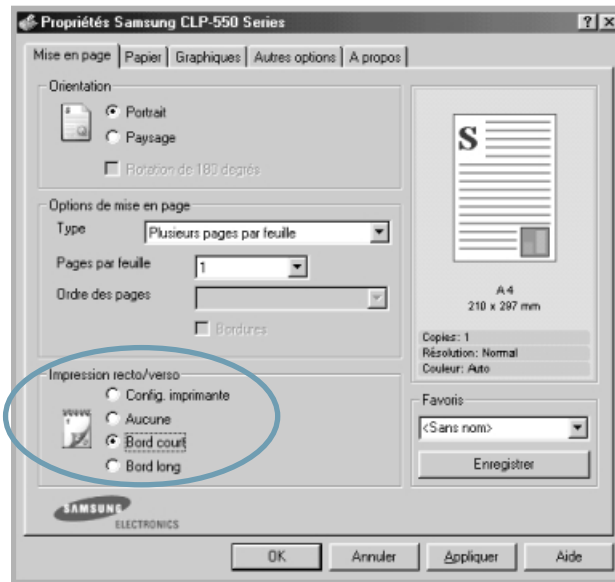 Propriétés Samsung CLP-550 Series
Mise en page Papier Graphiques Autres options A propos
Orientation
Portrait
Paysage
Rotation de 180 degrés
Options de mise en page
Type Plusieurs pages par feuille
Pages par feuille 1
Ordre des pages
Bordures
Impression recto/verso
Config. imprimante
Aucune
Bord court
Bord long
S
A4
210 x 297 mm
Copies: 1
Résolution: Normal
Couleur: Auto
Favoris
<Sans nom>
Enregistrer
SAMSUNG
ELECTRONICS
OK Annuler Appliquer Aide